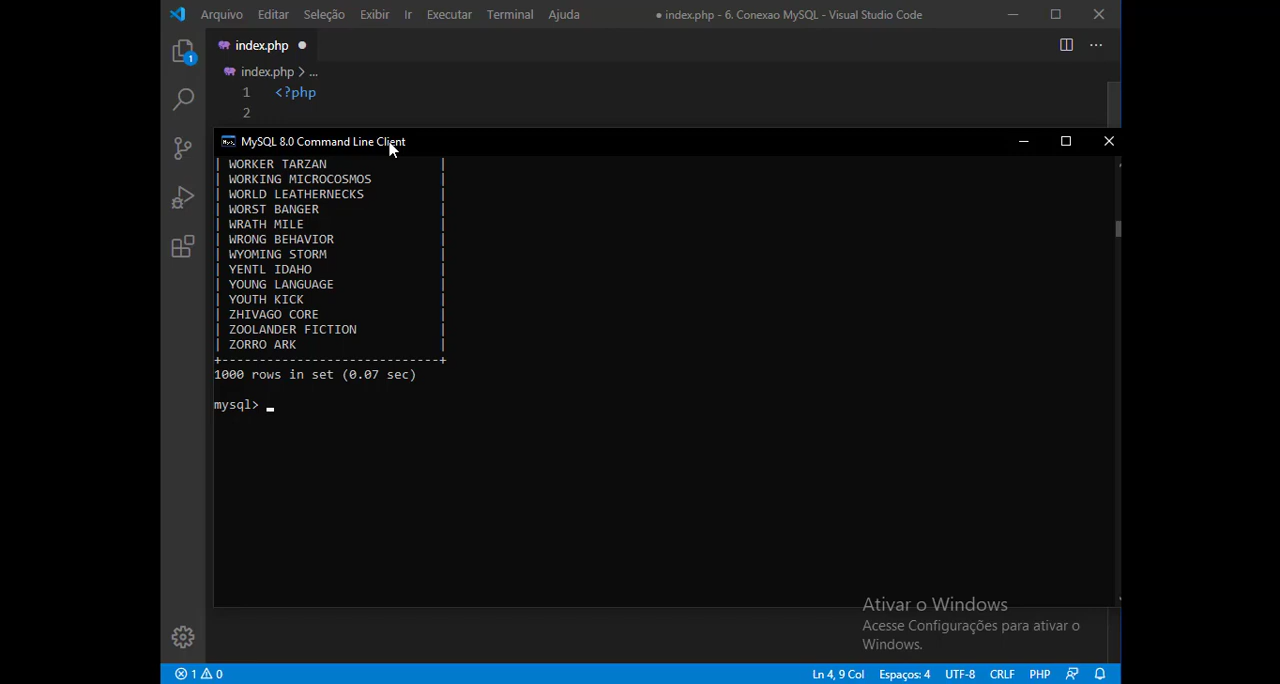 Arquivo Editar Seleção Exibir Ir Executar Terminal Ajuda ● index.php - 6. Conexao MySQL - Visual Studio Code
index.php ●
1
index.php > ...
1 <?php
2
MySQL 8.0 Command Line Client
| WORKER TARZAN |
| WORKING MICROCOSMOS |
| WORLD LEATHERNECKS |
| WORST BANGER |
| WRATH MILE |
| WRONG BEHAVIOR |
| WYOMING STORM |
| YENTL IDAHO |
| YOUNG LANGUAGE |
| YOUTH KICK |
| ZHIVAGO CORE |
| ZOOLANDER FICTION |
| ZORRO ARK |
+-----------------------------+
1000 rows in set (0.07 sec)
mysql> _
Ativar o Windows
Acesse Configurações para ativar o
Windows.
1 0 Ln 4, 9 Col Espaços: 4 UTF-8 CRLF PHP